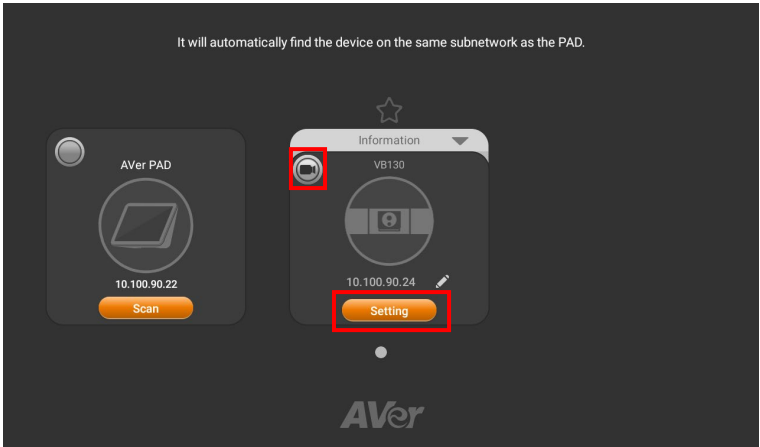 It will automatically find the device on the same subnetwork as the PAD.
AVer PAD
10.100.90.22
Scan
Information
VB130
10.100.90.24
Setting
AVer